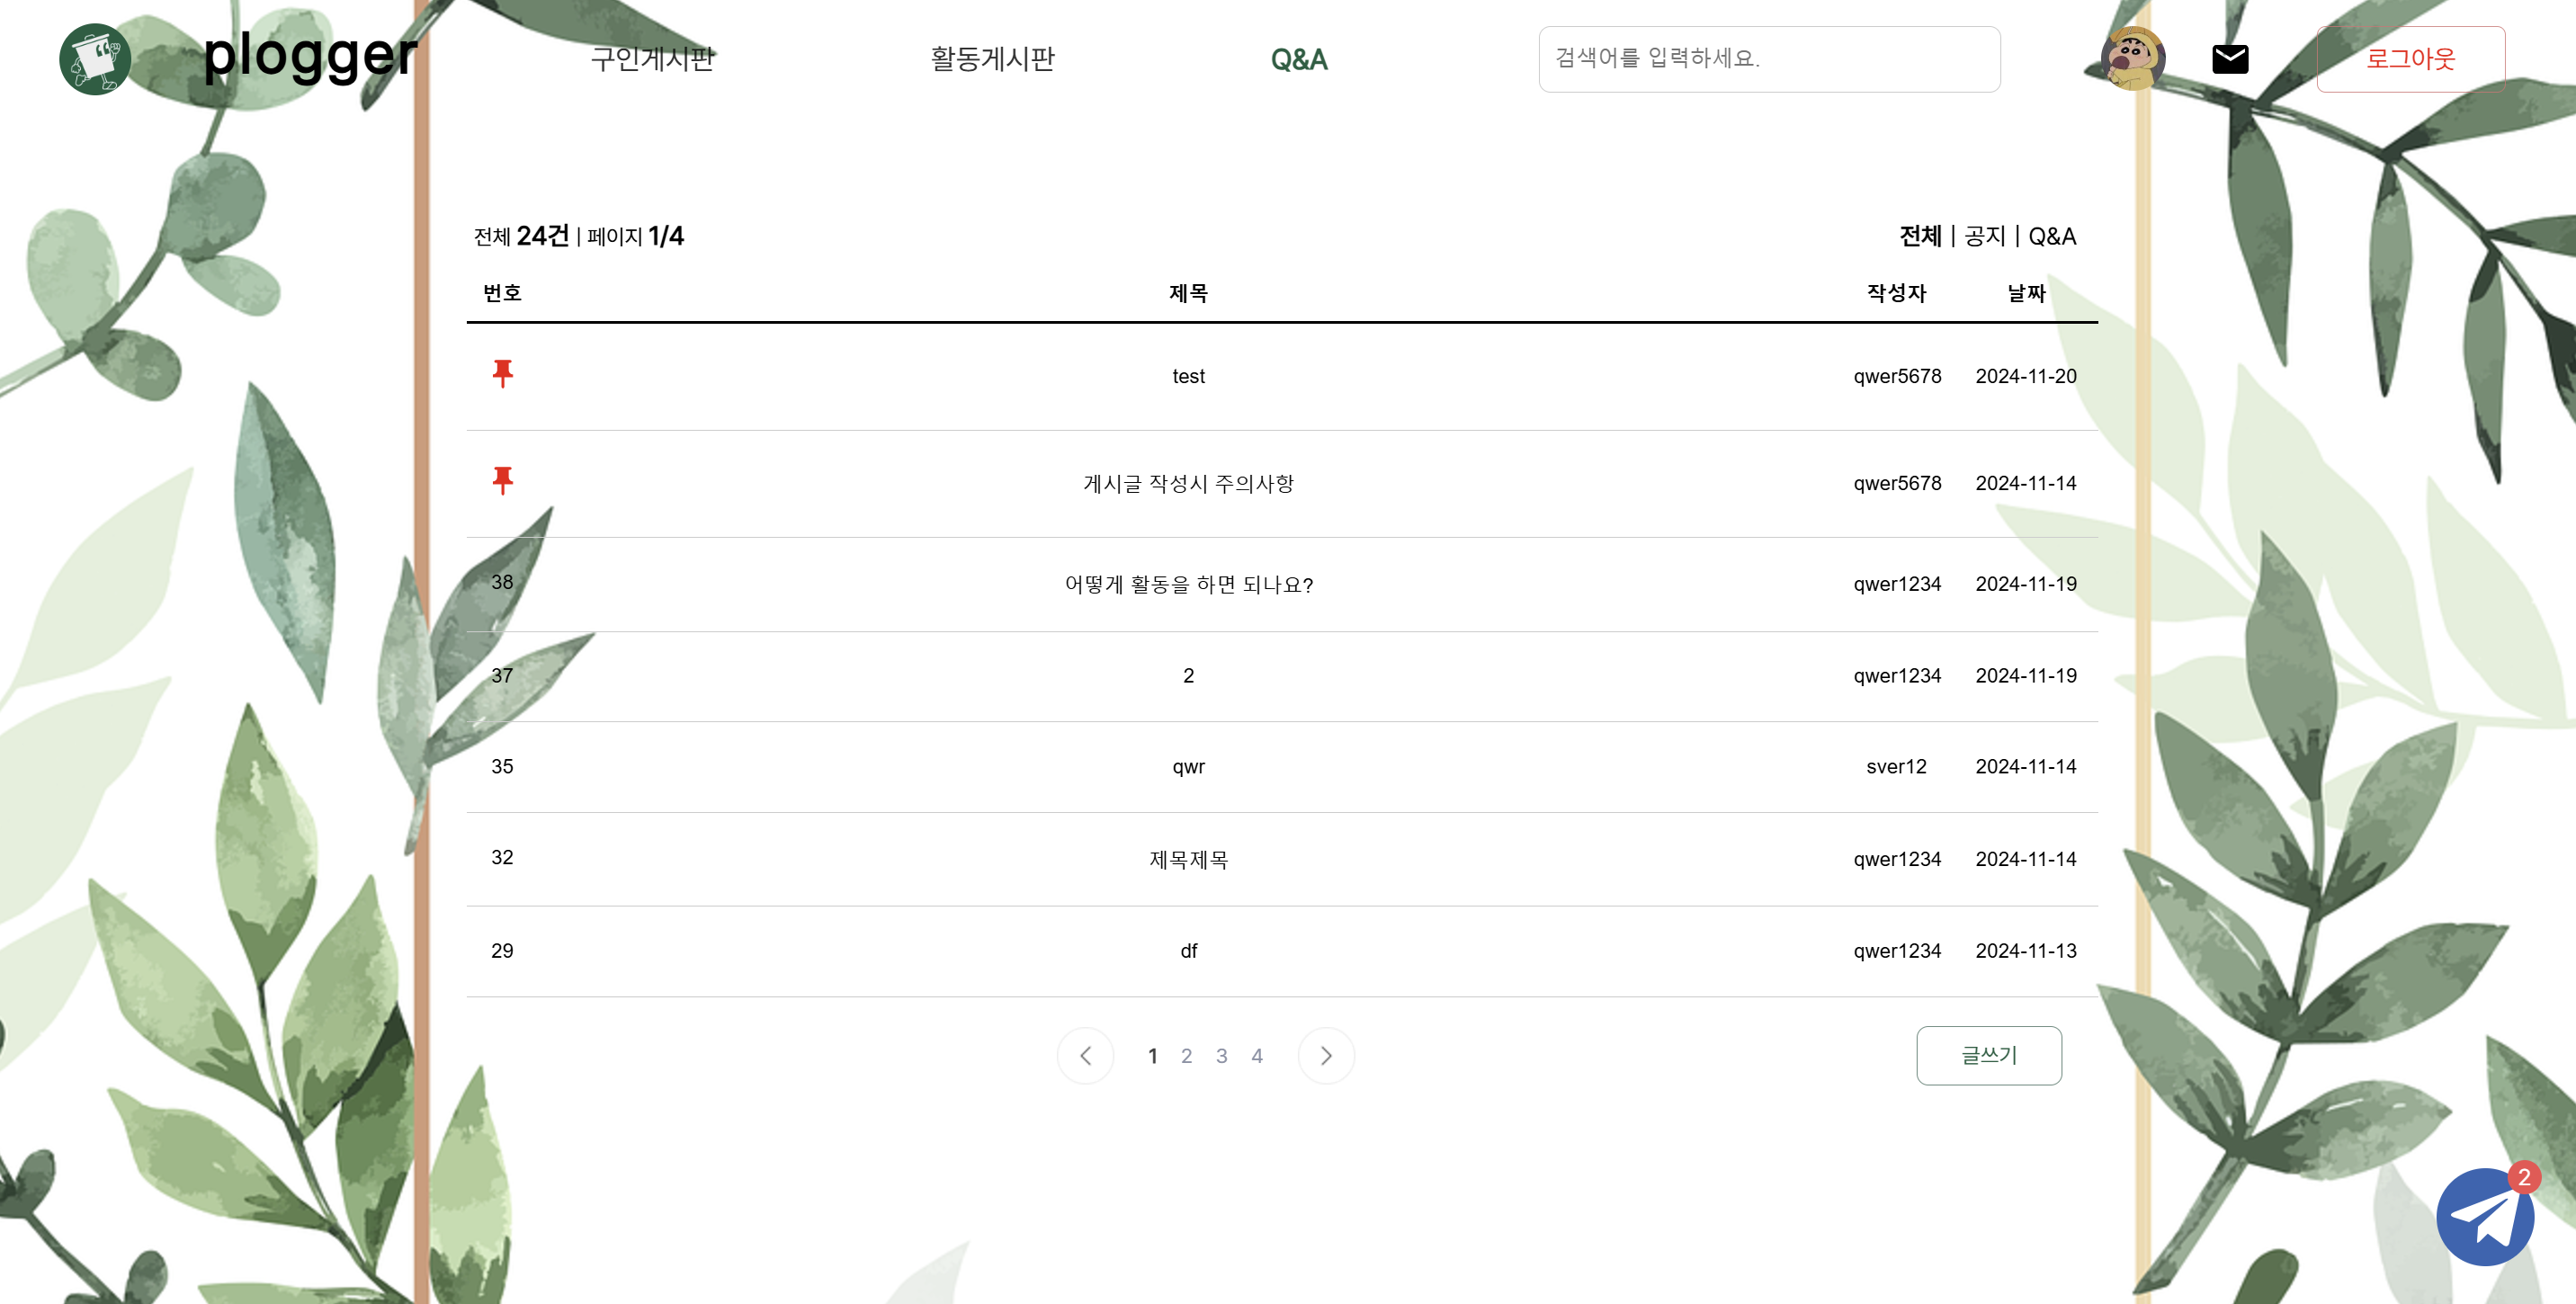 plogger 구인게시판 활동게시판 Q&A 검색어를 입력하세요. 로그아웃
전체 24건 | 페이지 1/4 전체 | 공지 | Q&A
번호 제목 작성자 날짜
test qwer5678 2024-11-20
게시글 작성시 주의사항 qwer5678 2024-11-14
38 어떻게 활동을 하면 되나요? qwer1234 2024-11-19
37 2 qwer1234 2024-11-19
35 qwr sver12 2024-11-14
32 제목제목 qwer1234 2024-11-14
29 df qwer1234 2024-11-13
1 2 3 4 글쓰기
2